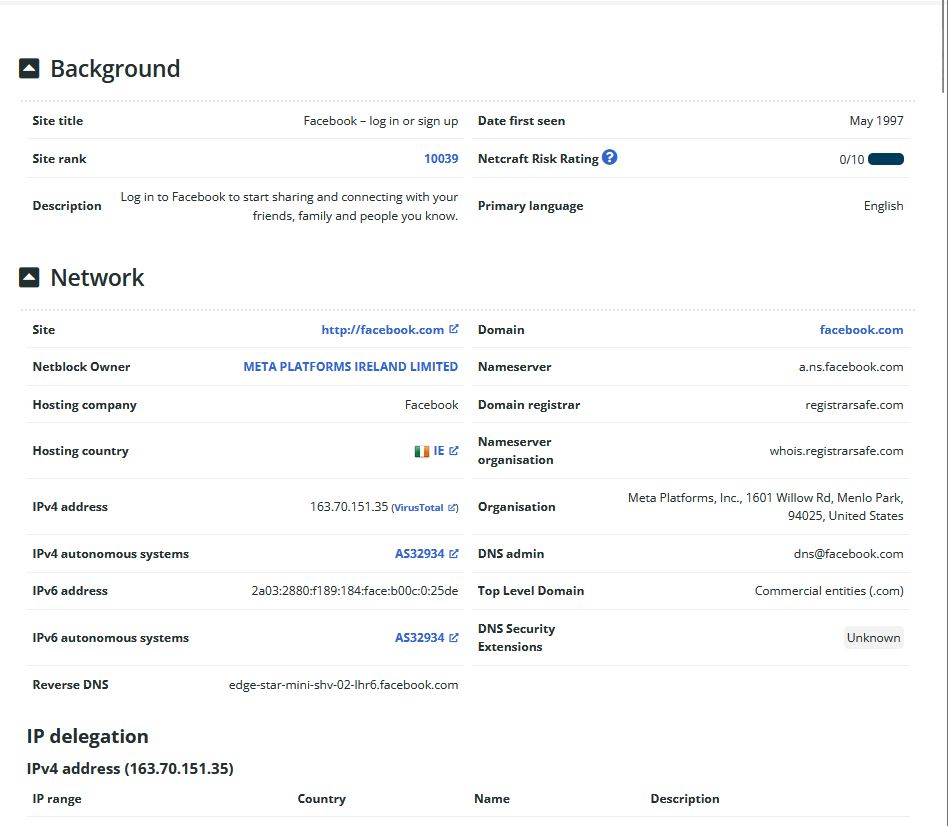 Background
Site title Facebook – log in or sign up Date first seen May 1997
Site rank 10039 Netcraft Risk Rating ? 0/10
Description Log in to Facebook to start sharing and connecting with your friends, family and people you know. Primary language English
Network
Site http://facebook.com Domain facebook.com
Netblock Owner META PLATFORMS IRELAND LIMITED Nameserver a.ns.facebook.com
Hosting company Facebook Domain registrar registrarsafe.com
Hosting country IE Nameserver organisation whois.registrarsafe.com
IPv4 address 163.70.151.35 (VirusTotal) Organisation Meta Platforms, Inc., 1601 Willow Rd, Menlo Park, 94025, United States
IPv4 autonomous systems AS32934 DNS admin dns@facebook.com
IPv6 address 2a03:2880:f189:184:face:b00c:0:25de Top Level Domain Commercial entities (.com)
IPv6 autonomous systems AS32934 DNS Security Extensions Unknown
Reverse DNS edge-star-mini-shv-02-lhr6.facebook.com
IP delegation
IPv4 address (163.70.151.35)
IP range Country Name Description